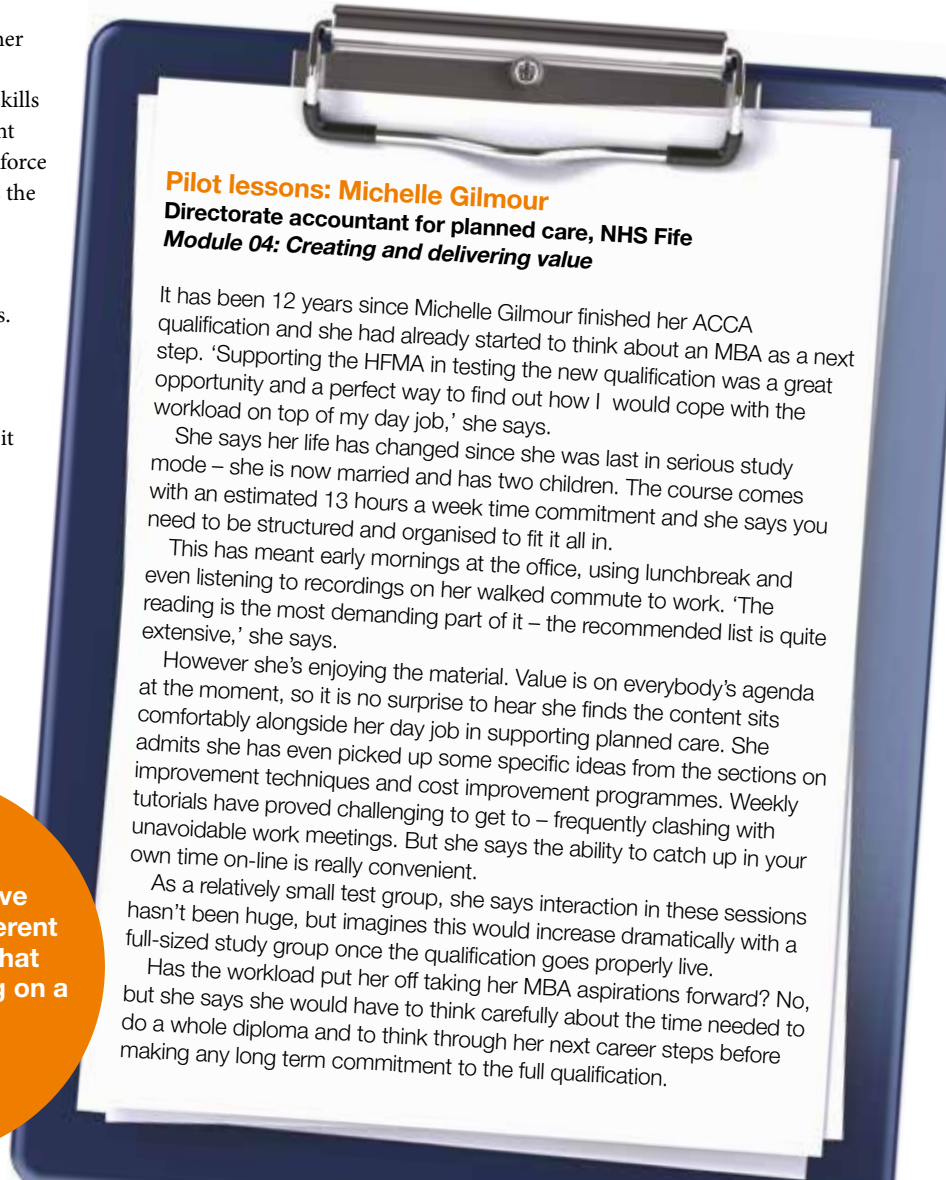 her
kills
nt
force
the
s.
it
ve
erent
hat
g on a
Pilot lessons: Michelle Gilmour
Directorate accountant for planned care, NHS Fife
Module 04: Creating and delivering value
It has been 12 years since Michelle Gilmour finished her ACCA
qualification and she had already started to think about an MBA as a next
step. ‘Supporting the HFMA in testing the new qualification was a great
opportunity and a perfect way to find out how I would cope with the
workload on top of my day job,’ she says.
She says her life has changed since she was last in serious study
mode – she is now married and has two children. The course comes
with an estimated 13 hours a week time commitment and she says you
need to be structured and organised to fit it all in.
This has meant early mornings at the office, using lunchbreak and
even listening to recordings on her walked commute to work. ‘The
reading is the most demanding part of it – the recommended list is quite
extensive,’ she says.
However she’s enjoying the material. Value is on everybody’s agenda
at the moment, so it is no surprise to hear she finds the content sits
comfortably alongside her day job in supporting planned care. She
admits she has even picked up some specific ideas from the sections on
improvement techniques and cost improvement programmes. Weekly
tutorials have proved challenging to get to – frequently clashing with
unavoidable work meetings. But she says the ability to catch up in your
own time on-line is really convenient.
As a relatively small test group, she says interaction in these sessions
hasn’t been huge, but imagines this would increase dramatically with a
full-sized study group once the qualification goes properly live.
Has the workload put her off taking her MBA aspirations forward? No,
but she says she would have to think carefully about the time needed to
do a whole diploma and to think through her next career steps before
making any long term commitment to the full qualification.